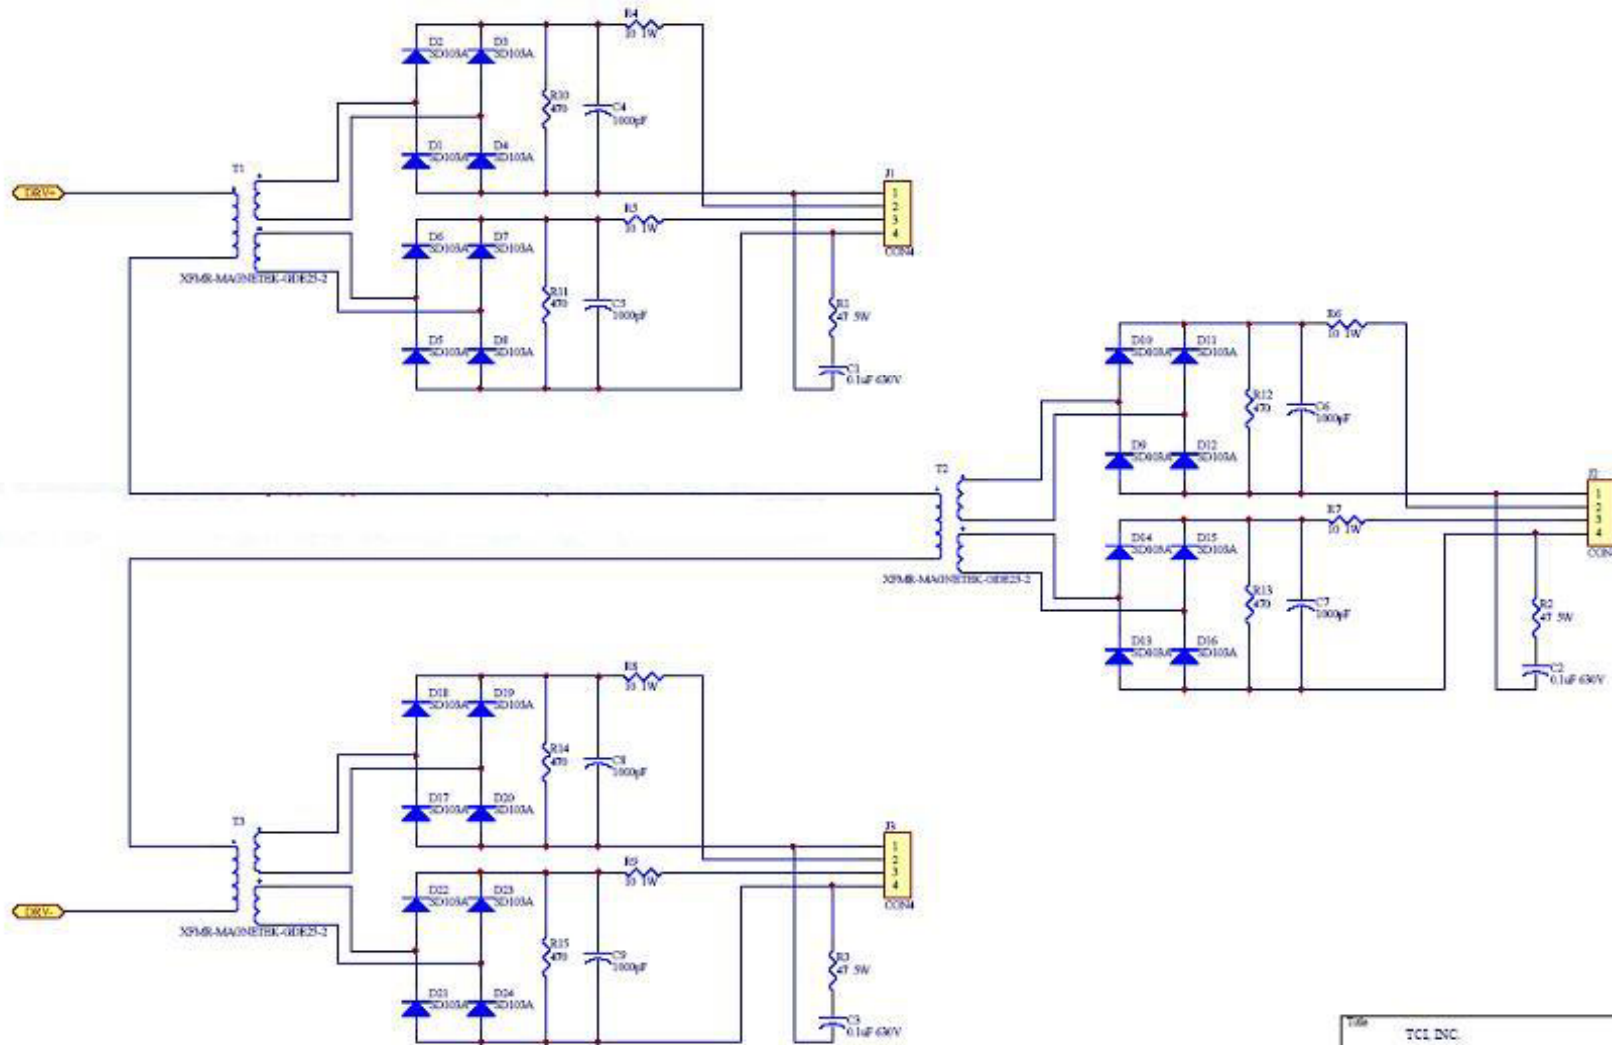 R4
10 1W
D2
SD103A
D3
SD103A
R10
470
C4
1000pF
D1
SD103A
D4
SD103A
T1
DRV+
J1
1
2
3
4
CON4
R5
10 1W
D6
SD103A
D7
SD103A
XFMR-MAGNETEK-GDE25-2
R11
470
C5
1000pF
D5
SD103A
D8
SD103A
R1
47 5W
C1
0.1uF 630V
R6
10 1W
D10
SD103A
D11
SD103A
R12
470
C6
1000pF
D9
SD103A
D12
SD103A
T2
J2
1
2
3
4
CON
R7
10 1W
D14
SD103A
D15
SD103A
XFMR-MAGNETEK-GDE25-2
R13
470
C7
1000pF
D13
SD103A
D16
SD103A
R2
47 5W
C2
0.1uF 630V
R8
10 1W
D18
SD103A
D19
SD103A
R14
470
C8
1000pF
D17
SD103A
D20
SD103A
T3
J3
1
2
3
4
CON4
R9
10 1W
D22
SD103A
D23
SD103A
DRV-
XFMR-MAGNETEK-GDE25-2
R15
470
C9
1000pF
D21
SD103A
D24
SD103A
R3
47 5W
C3
0.1uF 630V
Title
TCI, INC.